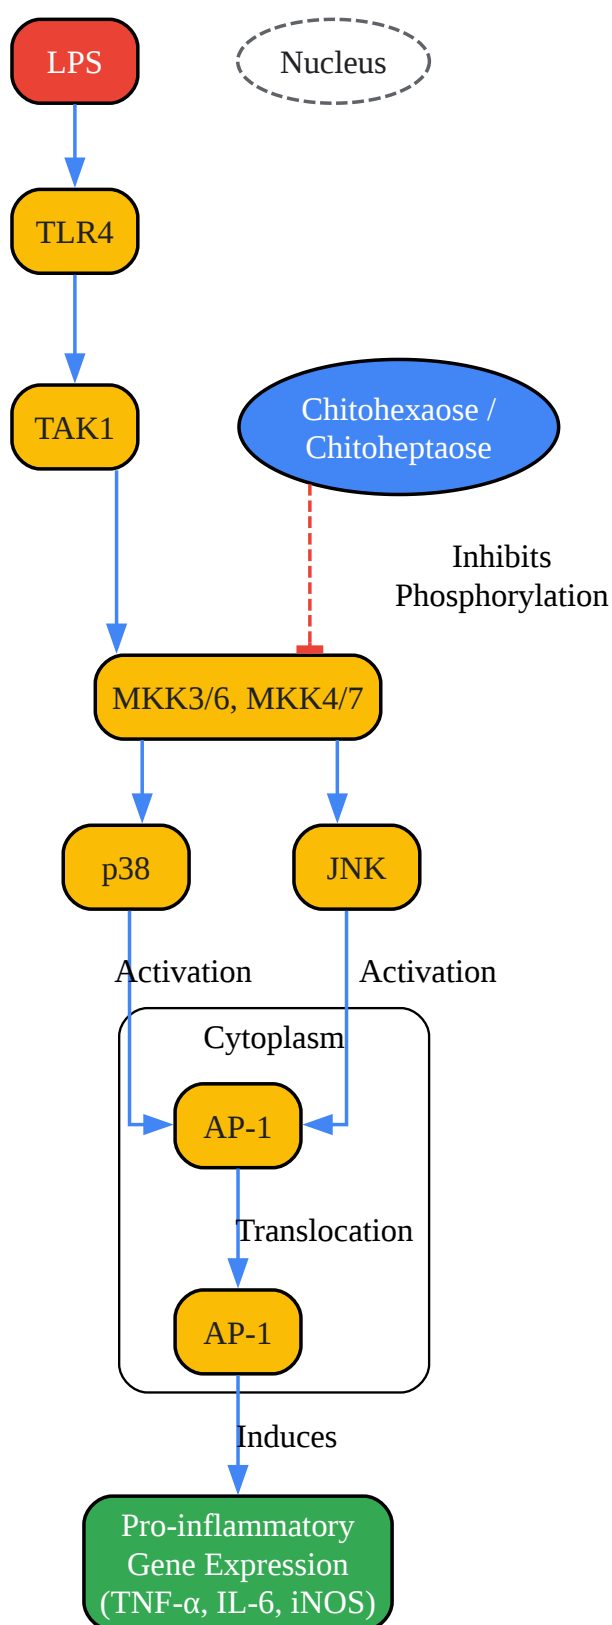 LPS
Nucleus
TLR4
TAK1
Chitohexaose /
Chitoheptaose
Inhibits
Phosphorylation
MKK3/6, MKK4/7
p38
JNK
Activation
Activation
Cytoplasm
AP-1
Translocation
AP-1
Induces
Pro-inflammatory
Gene Expression
(TNF-α, IL-6, iNOS)